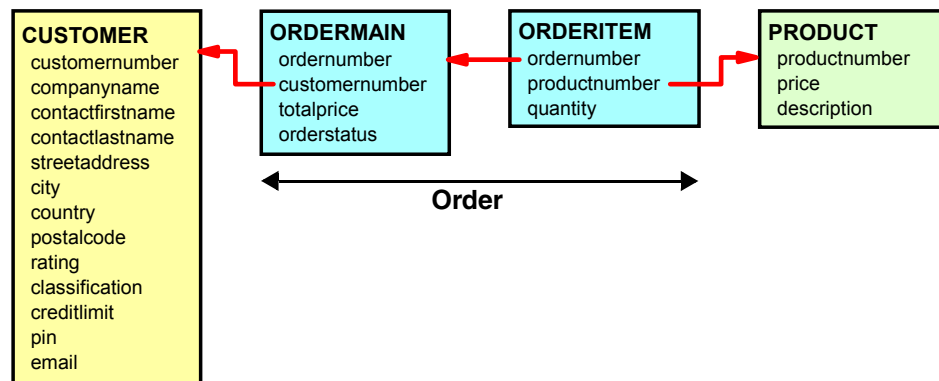 CUSTOMER
customernumber
companyname
contactfirstname
contactlastname
streetaddress
city
country
postalcode
rating
classification
creditlimit
pin
email
ORDERMAIN
ordernumber
customernumber
totalprice
orderstatus
ORDERITEM
ordernumber
productnumber
quantity
PRODUCT
productnumber
price
description
Order